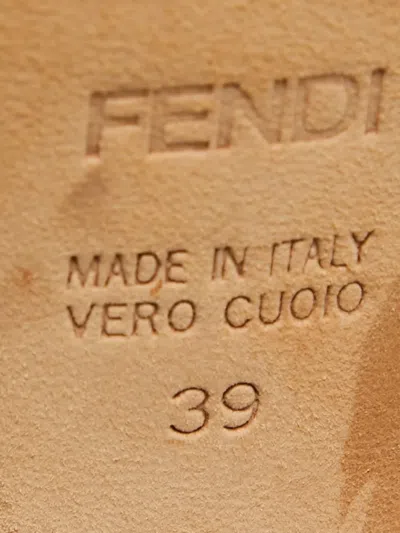 FENDI
MADE IN ITALY
VERO CUOIO
39